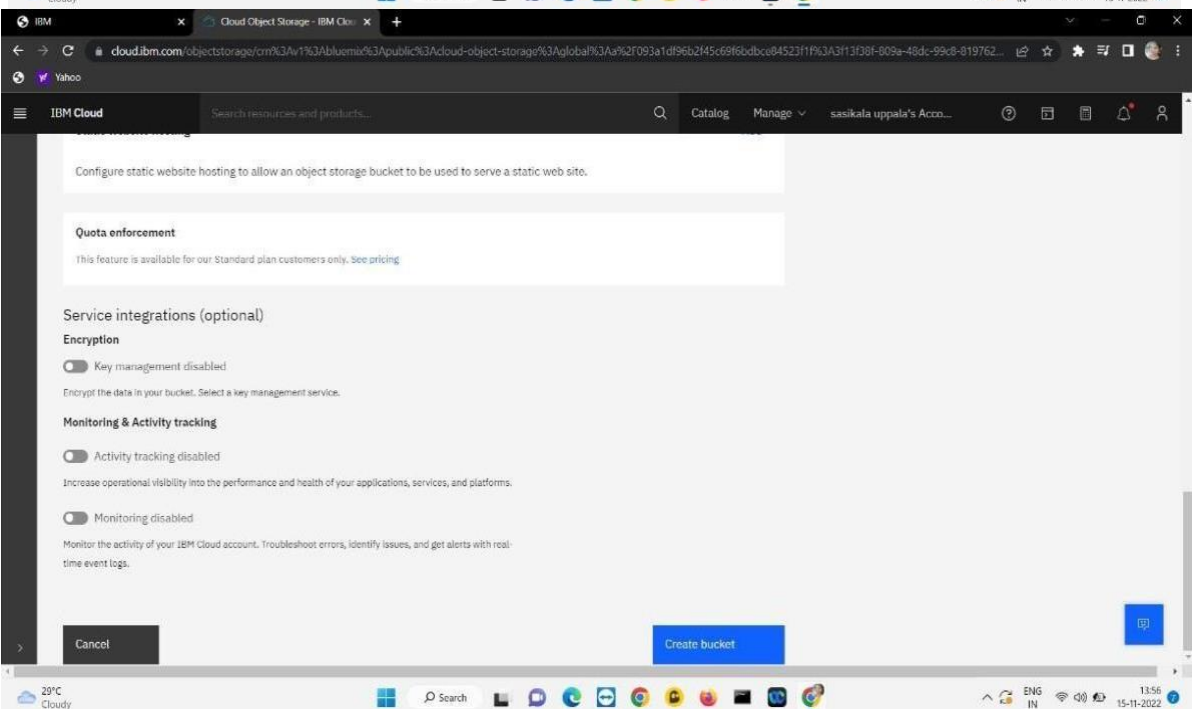 Cloudy
IBM
Cloud Object Storage - IBM Clou
cloud.ibm.com/objectstorage/crn%3Av1%3Abluemix%3Apublic%3Acloud-object-storage%3Aglobal%3Aa%2F093a1df96b2f45c69f6bdbce84523f1f%3A3f13f38f-809a-48dc-99c8-819762...
Yahoo
IBM Cloud
Search resources and products...
Catalog
Manage
sasikala uppala's Acco...
Configure static website hosting to allow an object storage bucket to be used to serve a static web site.
Quota enforcement
This feature is available for our Standard plan customers only. See pricing
Service integrations (optional)
Encryption
Key management disabled
Encrypt the data in your bucket. Select a key management service.
Monitoring & Activity tracking
Activity tracking disabled
Increase operational visibility into the performance and health of your applications, services, and platforms.
Monitoring disabled
Monitor the activity of your IBM Cloud account. Troubleshoot errors, identify issues, and get alerts with real-
time event logs.
Cancel
Create bucket
29°C
Cloudy
Search
ENG
IN
13:56
15-11-2022